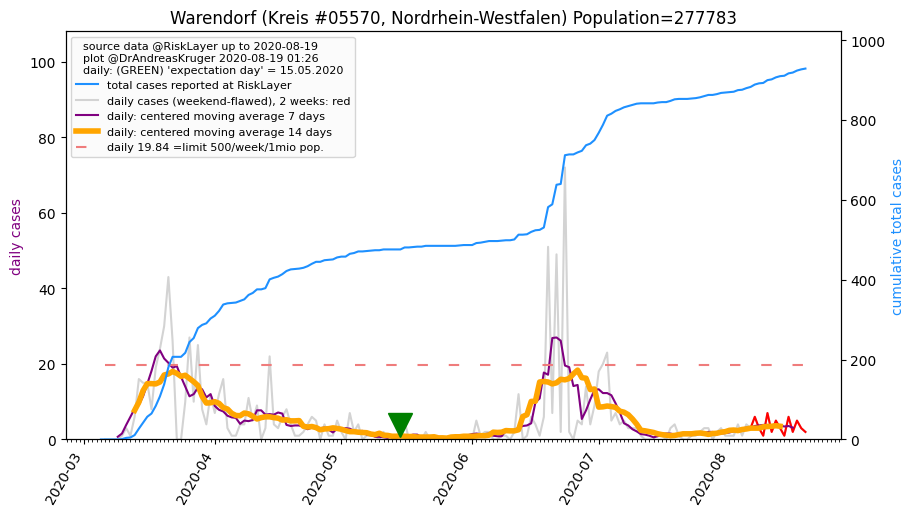 Warendorf (Kreis #05570, Nordrhein-Westfalen) Population=277783
source data @RiskLayer up to 2020-08-19
plot @DrAndreasKruger 2020-08-19 01:26
daily: (GREEN) 'expectation day' = 15.05.2020
total cases reported at RiskLayer
daily cases (weekend-flawed), 2 weeks: red
daily: centered moving average 7 days
daily: centered moving average 14 days
daily 19.84 =limit 500/week/1mio pop.
daily cases
100
80
60
40
20
0
cumulative total cases
1000
800
600
400
200
0
2020-03
2020-04
2020-05
2020-06
2020-07
2020-08